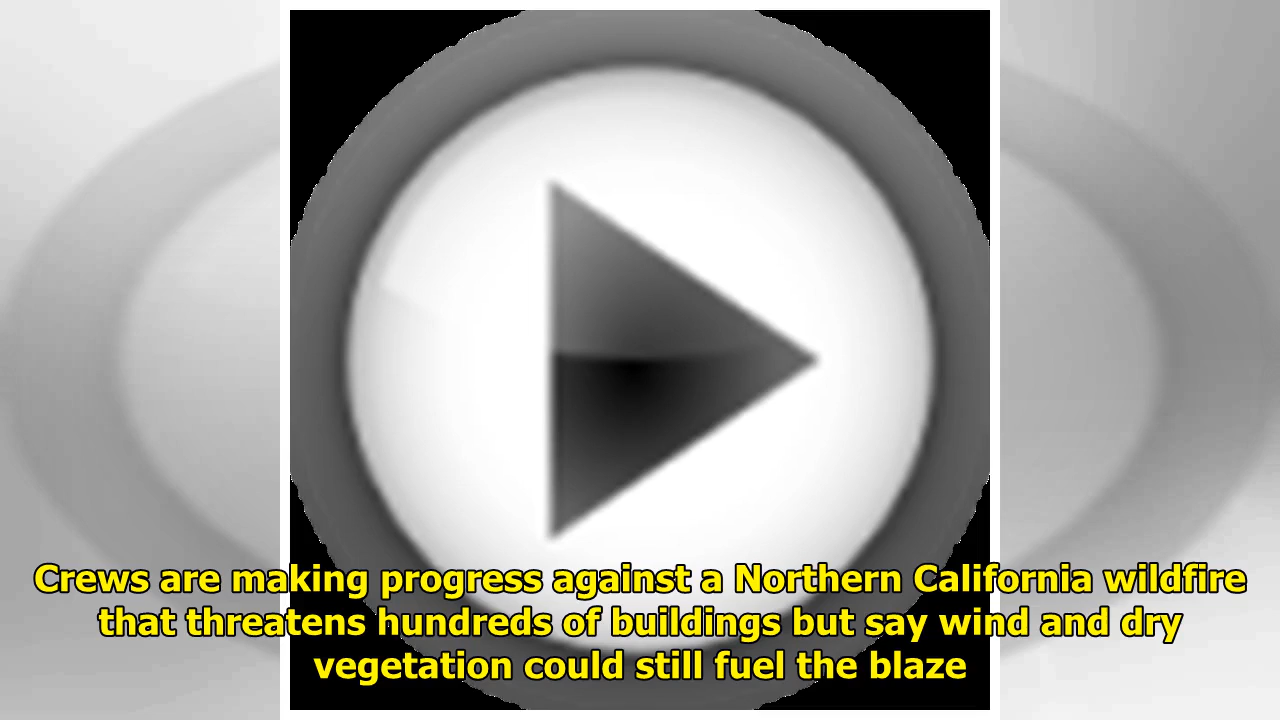 Crews are making progress against a Northern California wildfire
that threatens hundreds of buildings but say wind and dry
vegetation could still fuel the blaze